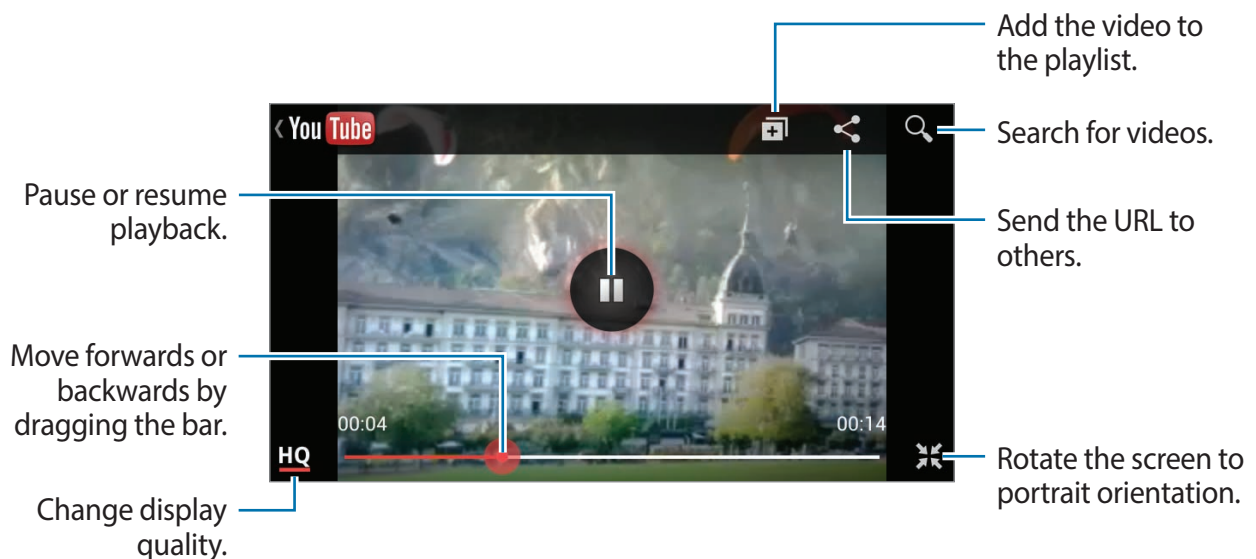 Add the video to
the playlist.
You Tube
Search for videos.
Pause or resume
playback.
Send the URL to
others.
Move forwards or
backwards by
dragging the bar.
00:04
00:14
HQ
Rotate the screen to
portrait orientation.
Change display
quality.